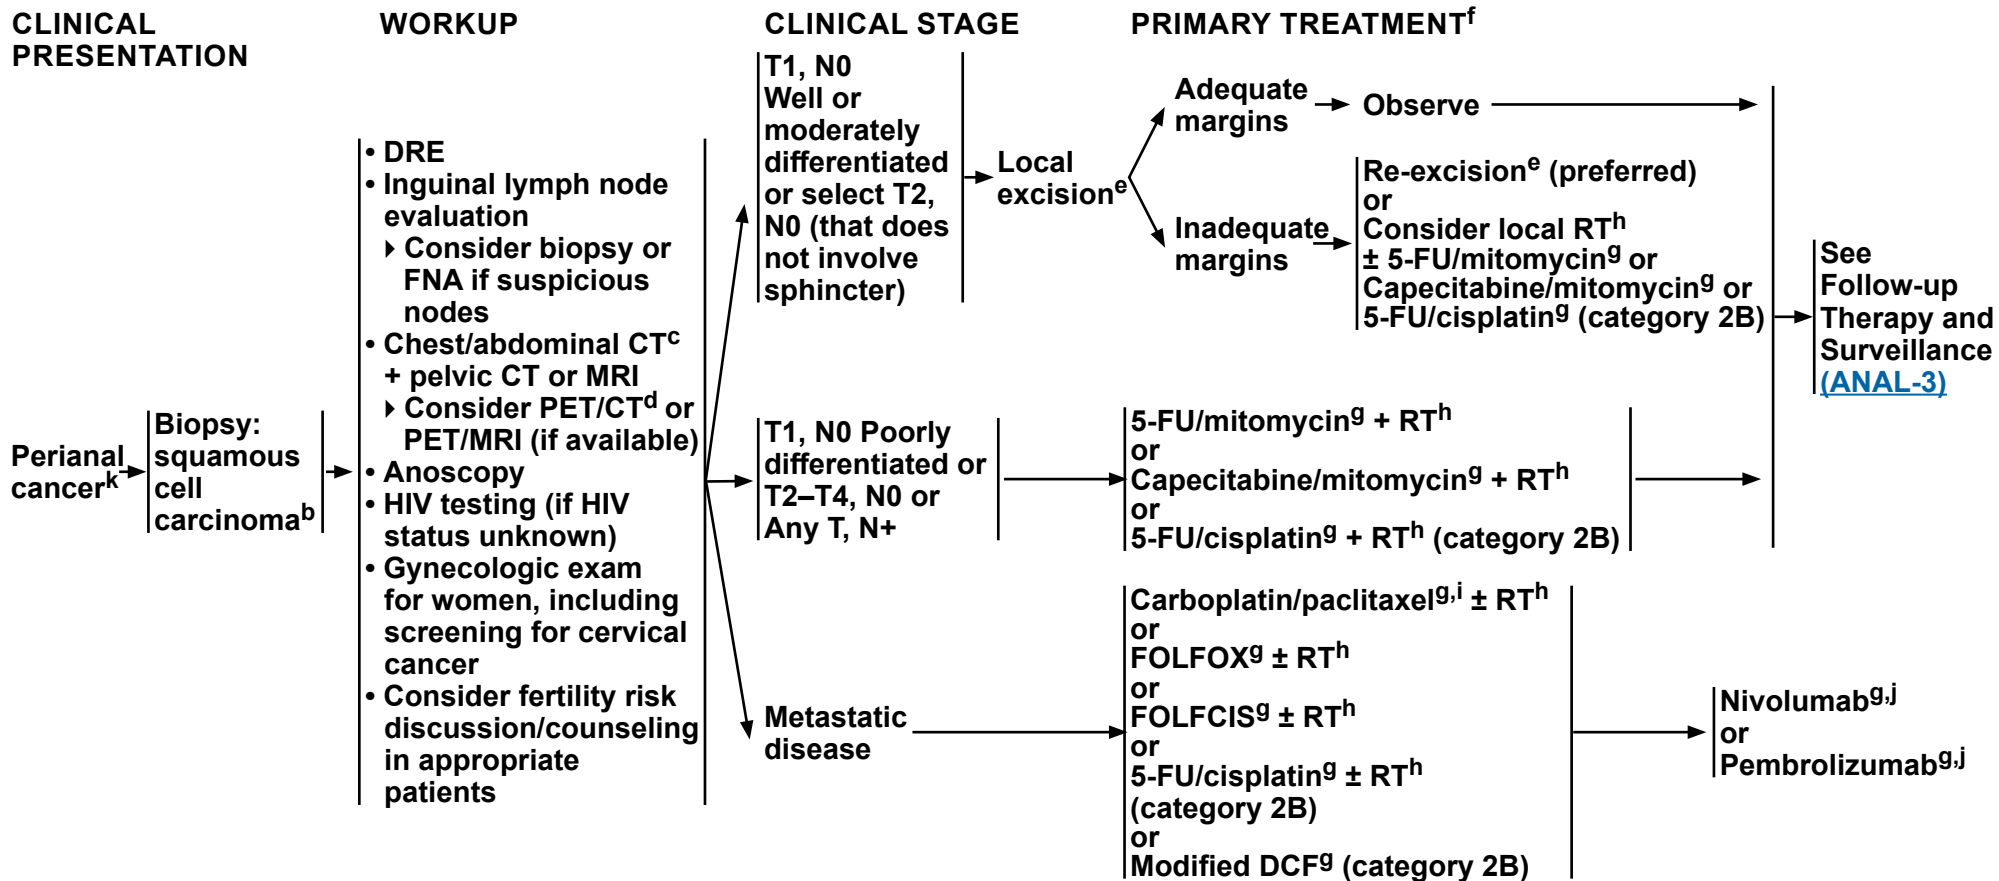 CLINICAL
PRESENTATION
WORKUP
CLINICAL STAGE
PRIMARY TREATMENTf
Perianal
cancerk
Biopsy:
squamous
cell
carcinomab
• DRE
• Inguinal lymph node
evaluation
Consider biopsy or
FNA if suspicious
nodes
• Chest/abdominal CTc
+ pelvic CT or MRI
Consider PET/CTd or
PET/MRI (if available)
• Anoscopy
• HIV testing (if HIV
status unknown)
• Gynecologic exam
for women, including
screening for cervical
cancer
• Consider fertility risk
discussion/counseling
in appropriate
patients
T1, N0
Well or
moderately
differentiated
or select T2,
N0 (that does
not involve
sphincter)
Local
excisione
Adequate
margins
Observe
Inadequate
margins
Re-excisione (preferred)
or
Consider local RTh
± 5-FU/mitomycing or
Capecitabine/mitomycing or
5-FU/cisplating (category 2B)
T1, N0 Poorly
differentiated or
T2–T4, N0 or
Any T, N+
5-FU/mitomycing + RTh
or
Capecitabine/mitomycing + RTh
or
5-FU/cisplating + RTh (category 2B)
See
Follow-up
Therapy and
Surveillance
(ANAL-3)
Metastatic
disease
Carboplatin/paclitaxelg,i ± RTh
or
FOLFOXg ± RTh
or
FOLFCISg ± RTh
or
5-FU/cisplating ± RTh
(category 2B)
or
Modified DCFg (category 2B)
Nivolumabg,j
or
Pembrolizumabg,j